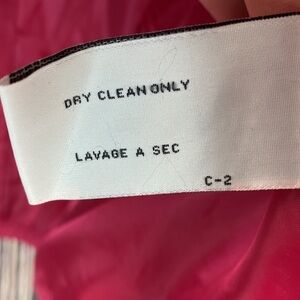 DRY CLEAN ONLY
LAVAGE A SEC
C-2